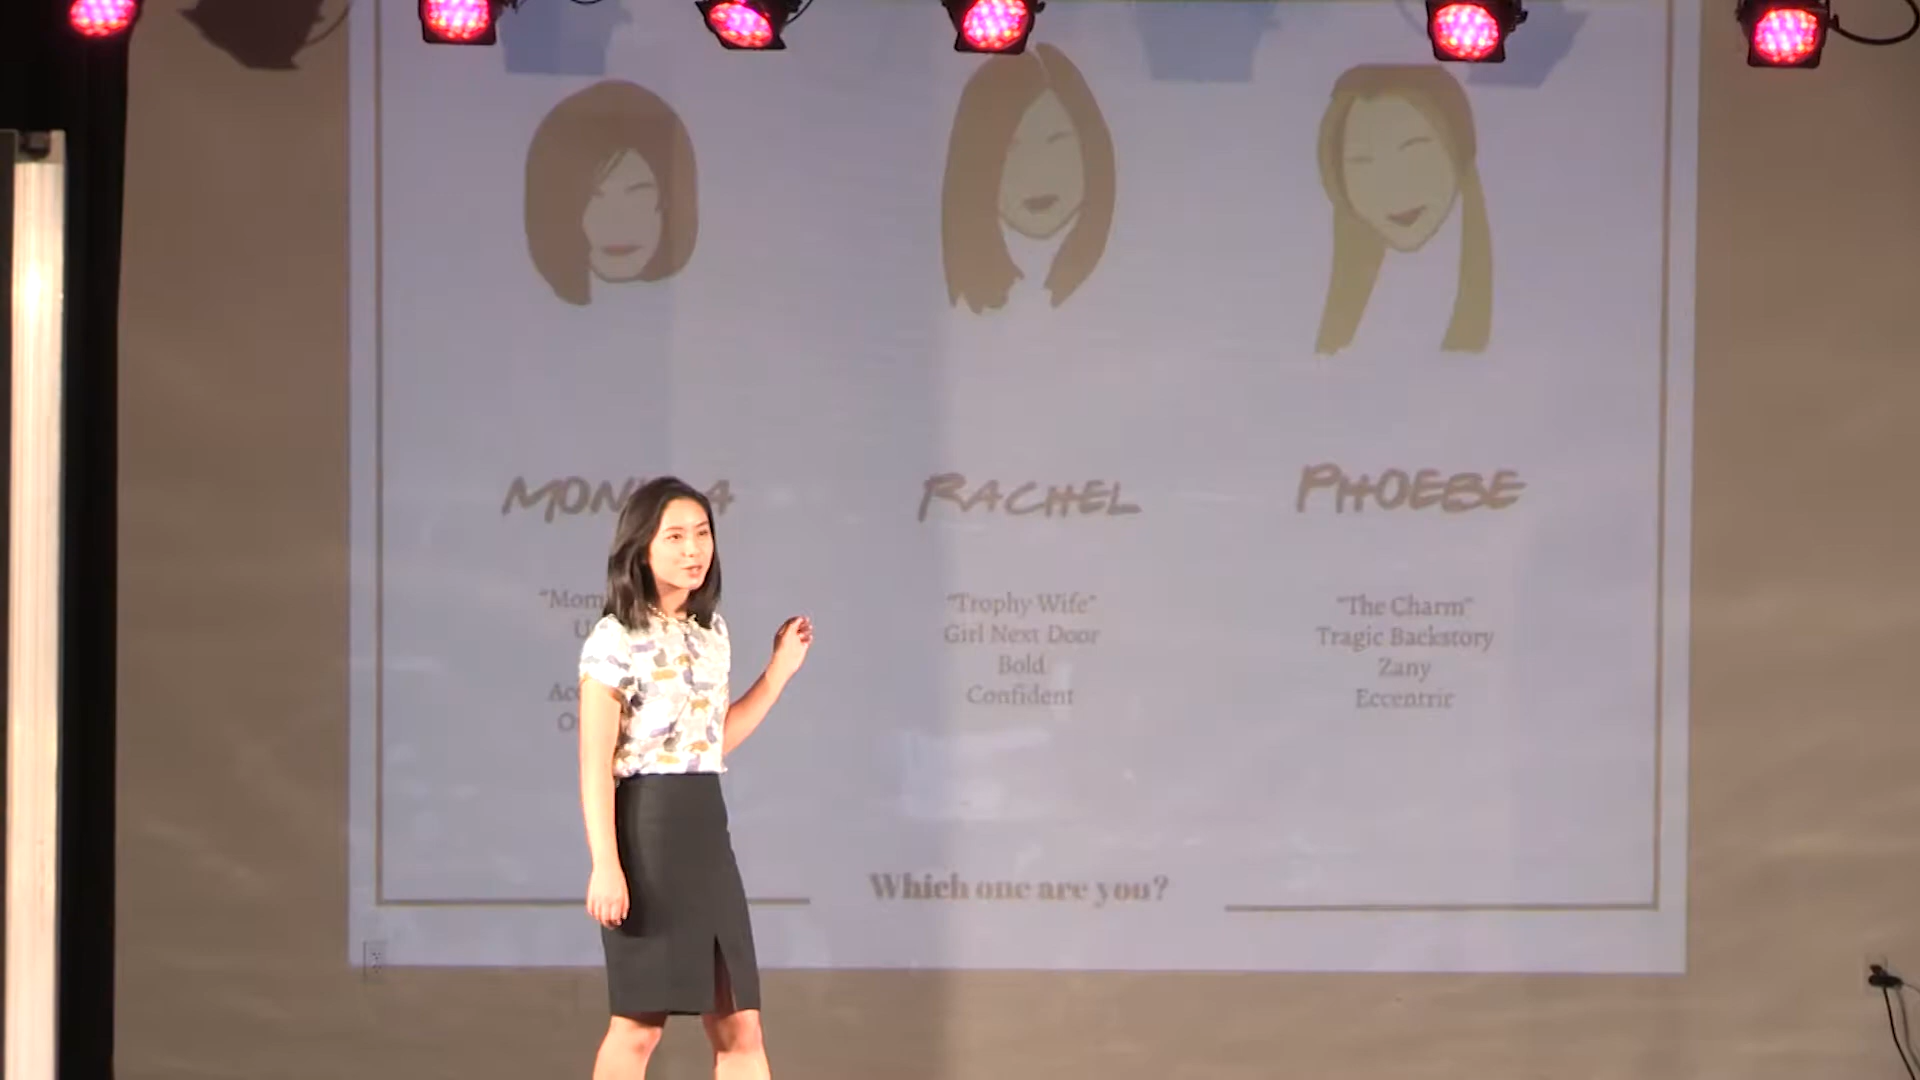 RACHEL
PHOEBE
"Trophy Wife"
Girl Next Door
Bold
Confident
"The Charm"
Tragic Backstory
Zany
Eccentric
Which one are you?